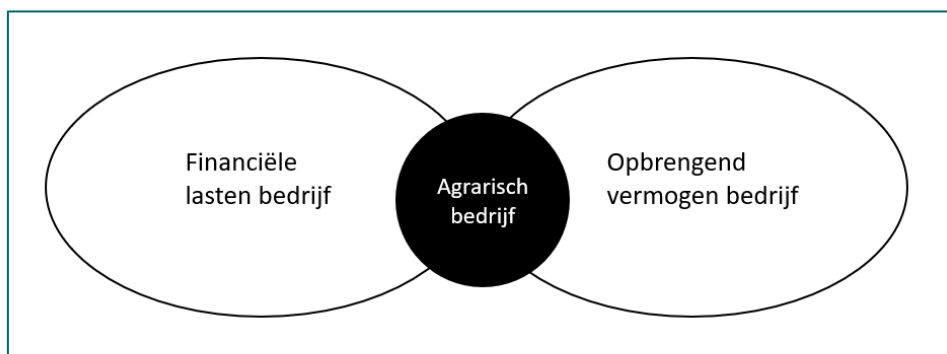 Financiële
lasten bedrijf
Agrarisch
bedrijf
Opbrengend
vermogen bedrijf